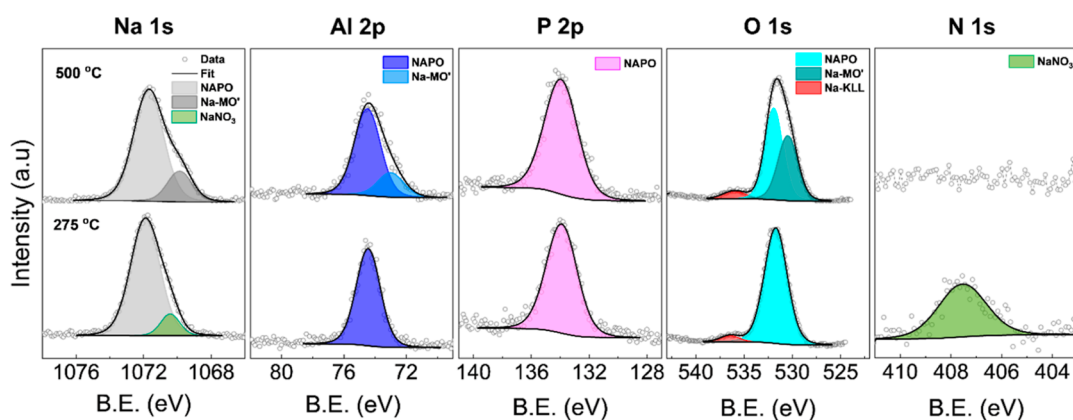 Na 1s
Al 2p
P 2p
O 1s
N 1s
500 °C
Data
Fit
NAPO
Na-MO'
NaNO3
NAPO
Na-MO'
NAPO
NAPO
Na-MO'
Na-KLL
NaNO3
275 °C
Intensity (a.u)
1076 1072 1068
80 76 72
140 136 132 128
540 535 530 525
410 408 406 404
B.E. (eV)
B.E. (eV)
B.E. (eV)
B.E. (eV)
B.E. (eV)